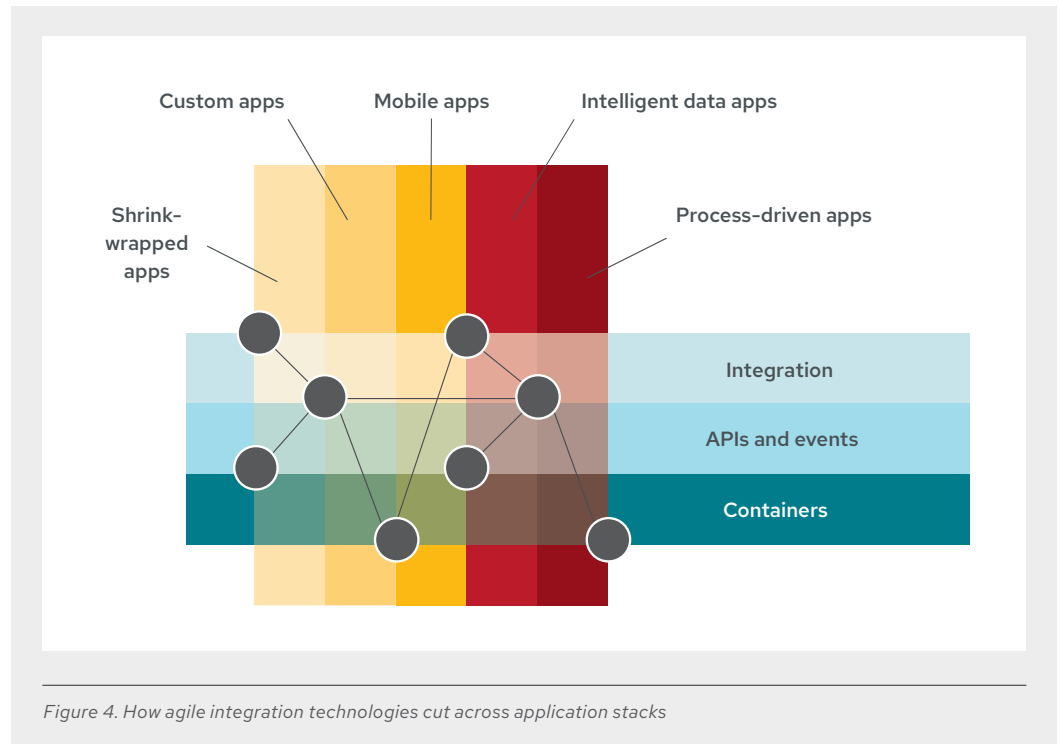 Custom apps
Mobile apps
Intelligent data apps
Shrink-
wrapped
apps
Process-driven apps
Integration
APIs and events
Containers
Figure 4. How agile integration technologies cut across application stacks